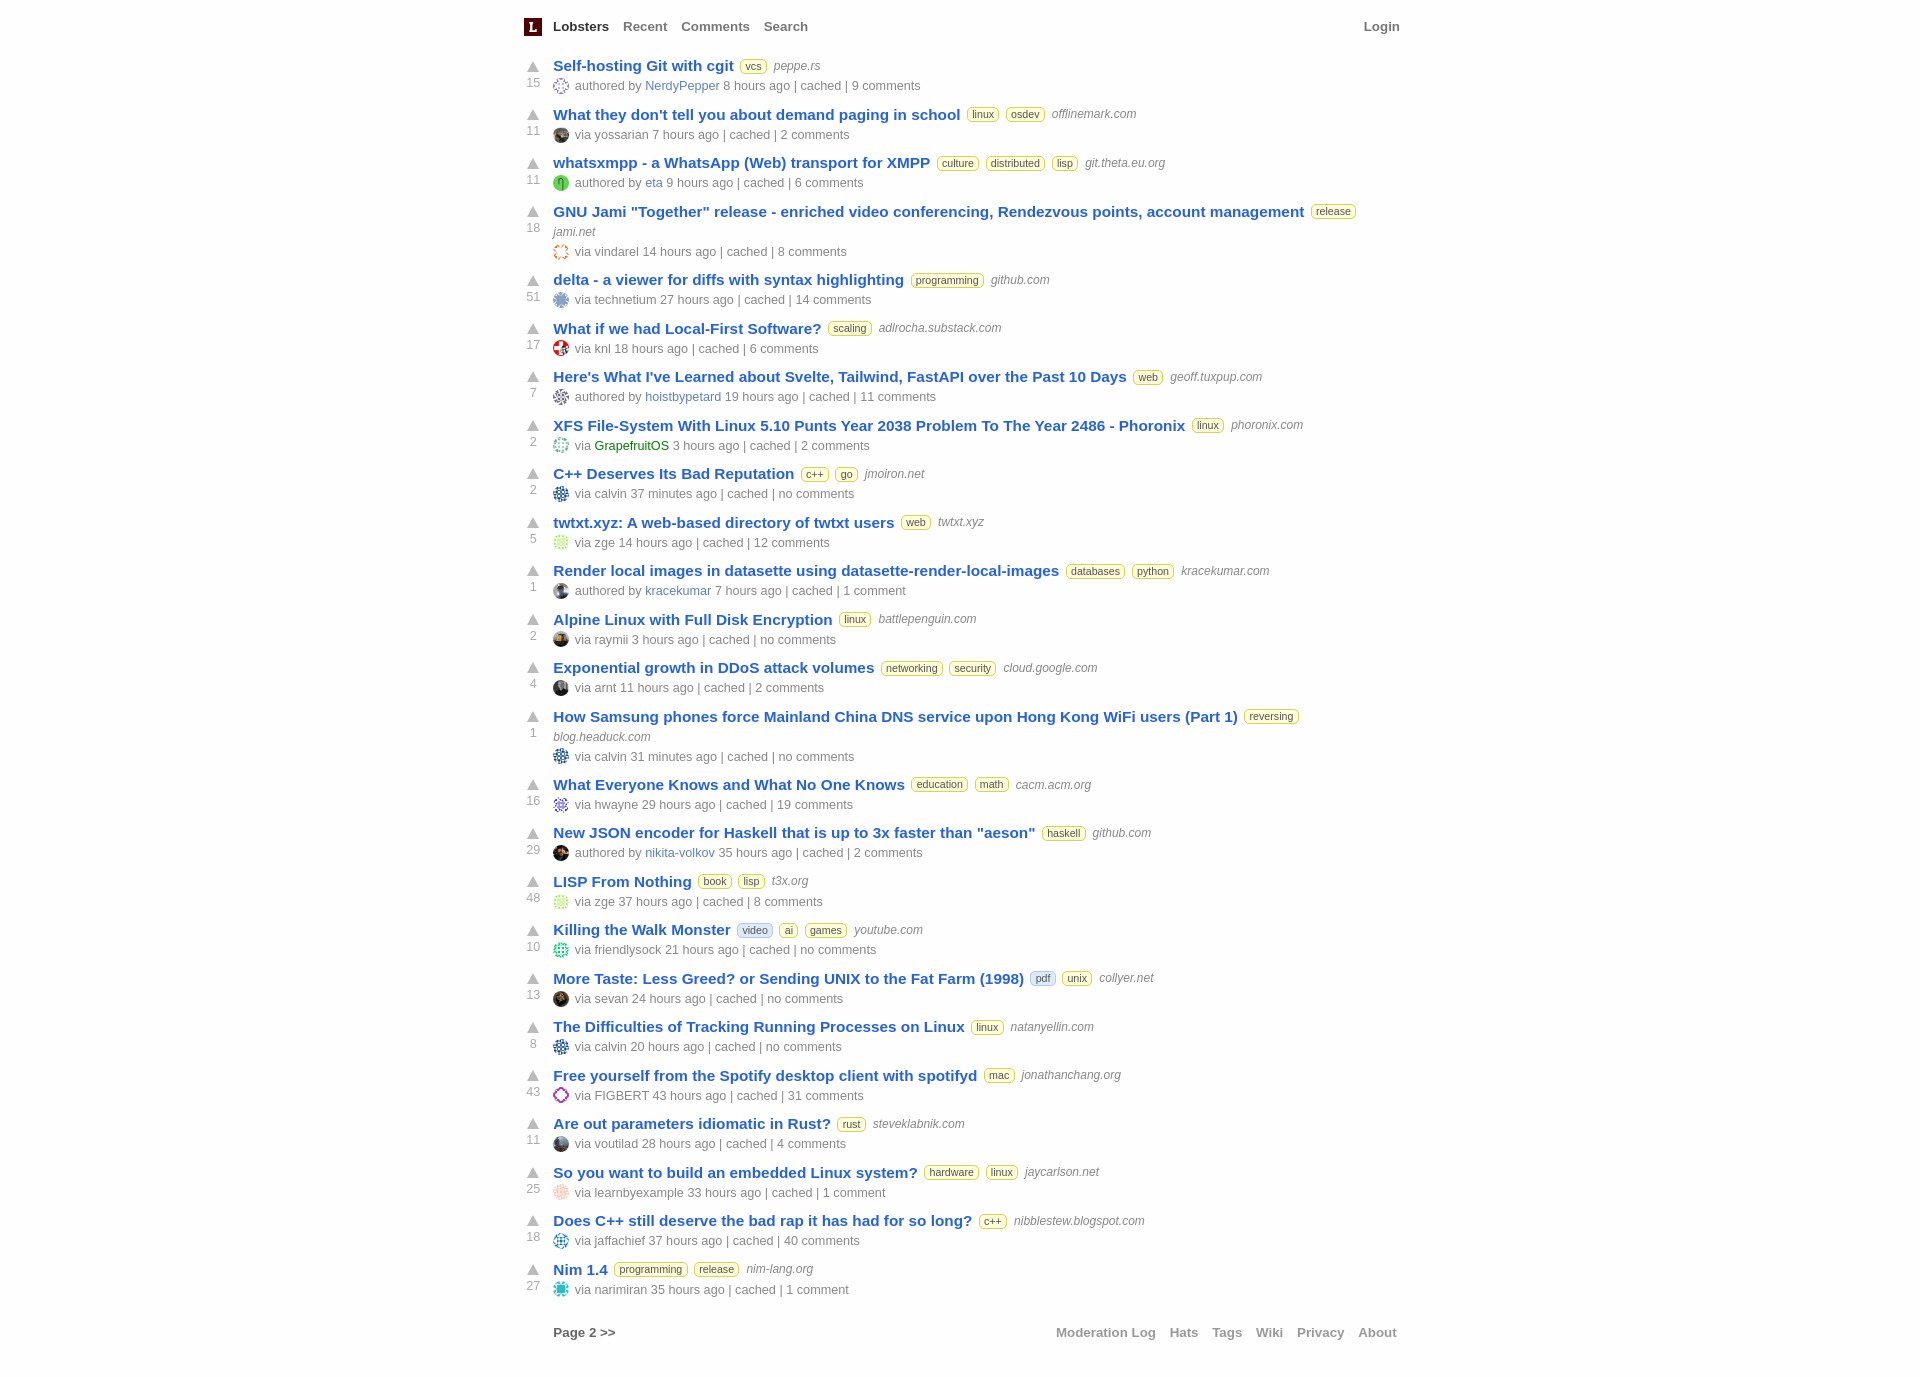 L Lobsters Recent Comments Search Login
Self-hosting Git with cgit vcs peppe.rs
15
authored by NerdyPepper 8 hours ago | cached | 9 comments
What they don't tell you about demand paging in school linux osdev offlinemark.com
11
via yossarian 7 hours ago | cached | 2 comments
whatsxmpp - a WhatsApp (Web) transport for XMPP culture distributed lisp git.theta.eu.org
11
authored by eta 9 hours ago | cached | 6 comments
GNU Jami "Together" release - enriched video conferencing, Rendezvous points, account management release
18
jami.net
via vindarel 14 hours ago | cached | 8 comments
delta - a viewer for diffs with syntax highlighting programming github.com
51
via technetium 27 hours ago | cached | 14 comments
What if we had Local-First Software? scaling adlrocha.substack.com
17
via knl 18 hours ago | cached | 6 comments
Here's What I've Learned about Svelte, Tailwind, FastAPI over the Past 10 Days web geoff.tuxpup.com
7
authored by hoistbypetard 19 hours ago | cached | 11 comments
XFS File-System With Linux 5.10 Punts Year 2038 Problem To The Year 2486 - Phoronix linux phoronix.com
2
via GrapefruitOS 3 hours ago | cached | 2 comments
C++ Deserves Its Bad Reputation c++ go jmoiron.net
2
via calvin 37 minutes ago | cached | no comments
twtxt.xyz: A web-based directory of twtxt users web twtxt.xyz
5
via zge 14 hours ago | cached | 12 comments
Render local images in datasette using datasette-render-local-images databases python kracekumar.com
1
authored by kracekumar 7 hours ago | cached | 1 comment
Alpine Linux with Full Disk Encryption linux battlepenguin.com
2
via raymii 3 hours ago | cached | no comments
Exponential growth in DDoS attack volumes networking security cloud.google.com
4
via arnt 11 hours ago | cached | 2 comments
How Samsung phones force Mainland China DNS service upon Hong Kong WiFi users (Part 1) reversing
1
blog.headuck.com
via calvin 31 minutes ago | cached | no comments
What Everyone Knows and What No One Knows education math cacm.acm.org
16
via hwayne 29 hours ago | cached | 19 comments
New JSON encoder for Haskell that is up to 3x faster than "aeson" haskell github.com
29
authored by nikita-volkov 35 hours ago | cached | 2 comments
LISP From Nothing book lisp t3x.org
48
via zge 37 hours ago | cached | 8 comments
Killing the Walk Monster video ai games youtube.com
10
via friendlysock 21 hours ago | cached | no comments
More Taste: Less Greed? or Sending UNIX to the Fat Farm (1998) pdf unix collyer.net
13
via sevan 24 hours ago | cached | no comments
The Difficulties of Tracking Running Processes on Linux linux natanyellin.com
8
via calvin 20 hours ago | cached | no comments
Free yourself from the Spotify desktop client with spotifyd mac jonathanchang.org
43
via FIGBERT 43 hours ago | cached | 31 comments
Are out parameters idiomatic in Rust? rust steveklabnik.com
11
via voutilad 28 hours ago | cached | 4 comments
So you want to build an embedded Linux system? hardware linux jaycarlson.net
25
via learnbyexample 33 hours ago | cached | 1 comment
Does C++ still deserve the bad rap it has had for so long? c++ nibblestew.blogspot.com
18
via jaffachief 37 hours ago | cached | 40 comments
Nim 1.4 programming release nim-lang.org
27
via narimiran 35 hours ago | cached | 1 comment
Page 2 >> Moderation Log Hats Tags Wiki Privacy About